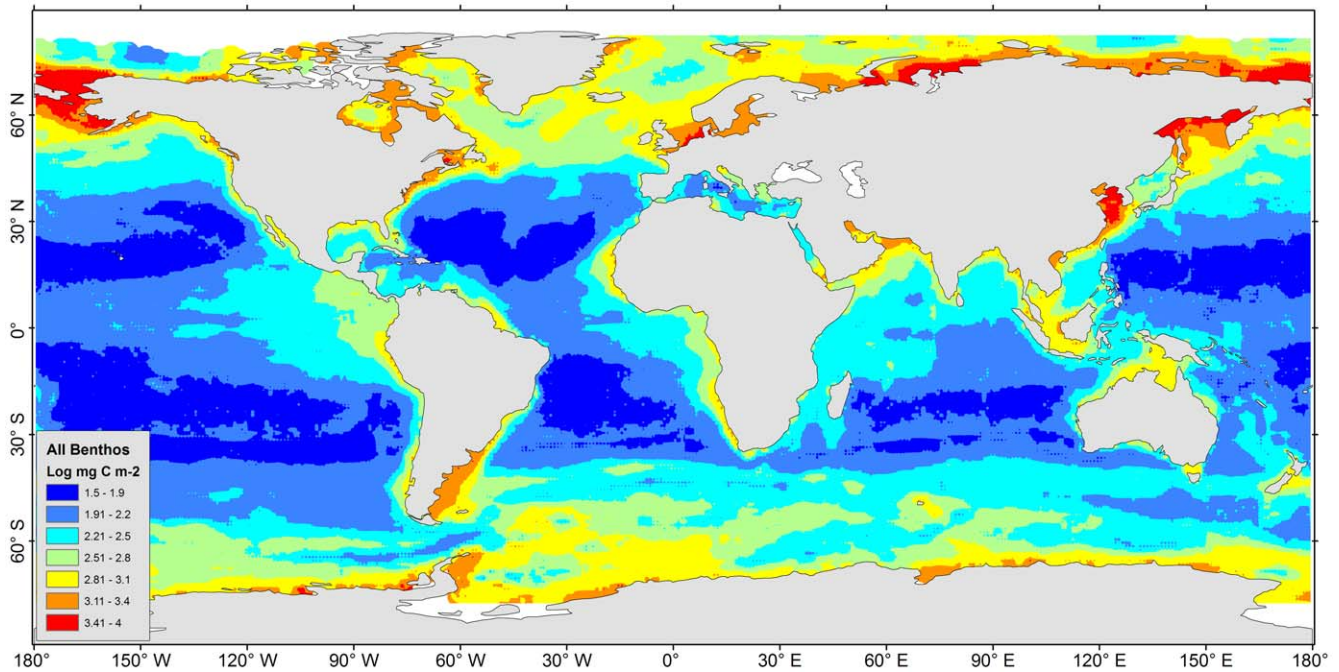 60° N
30° N
0°
30° S
60° S
All Benthos
Log mg C m-2
1.5 - 1.9
1.91 - 2.2
2.21 - 2.5
2.51 - 2.8
2.81 - 3.1
3.11 - 3.4
3.41 - 4
180° 150° W 120° W 90° W 60° W 30° W 0° 30° E 60° E 90° E 120° E 150° E 180°